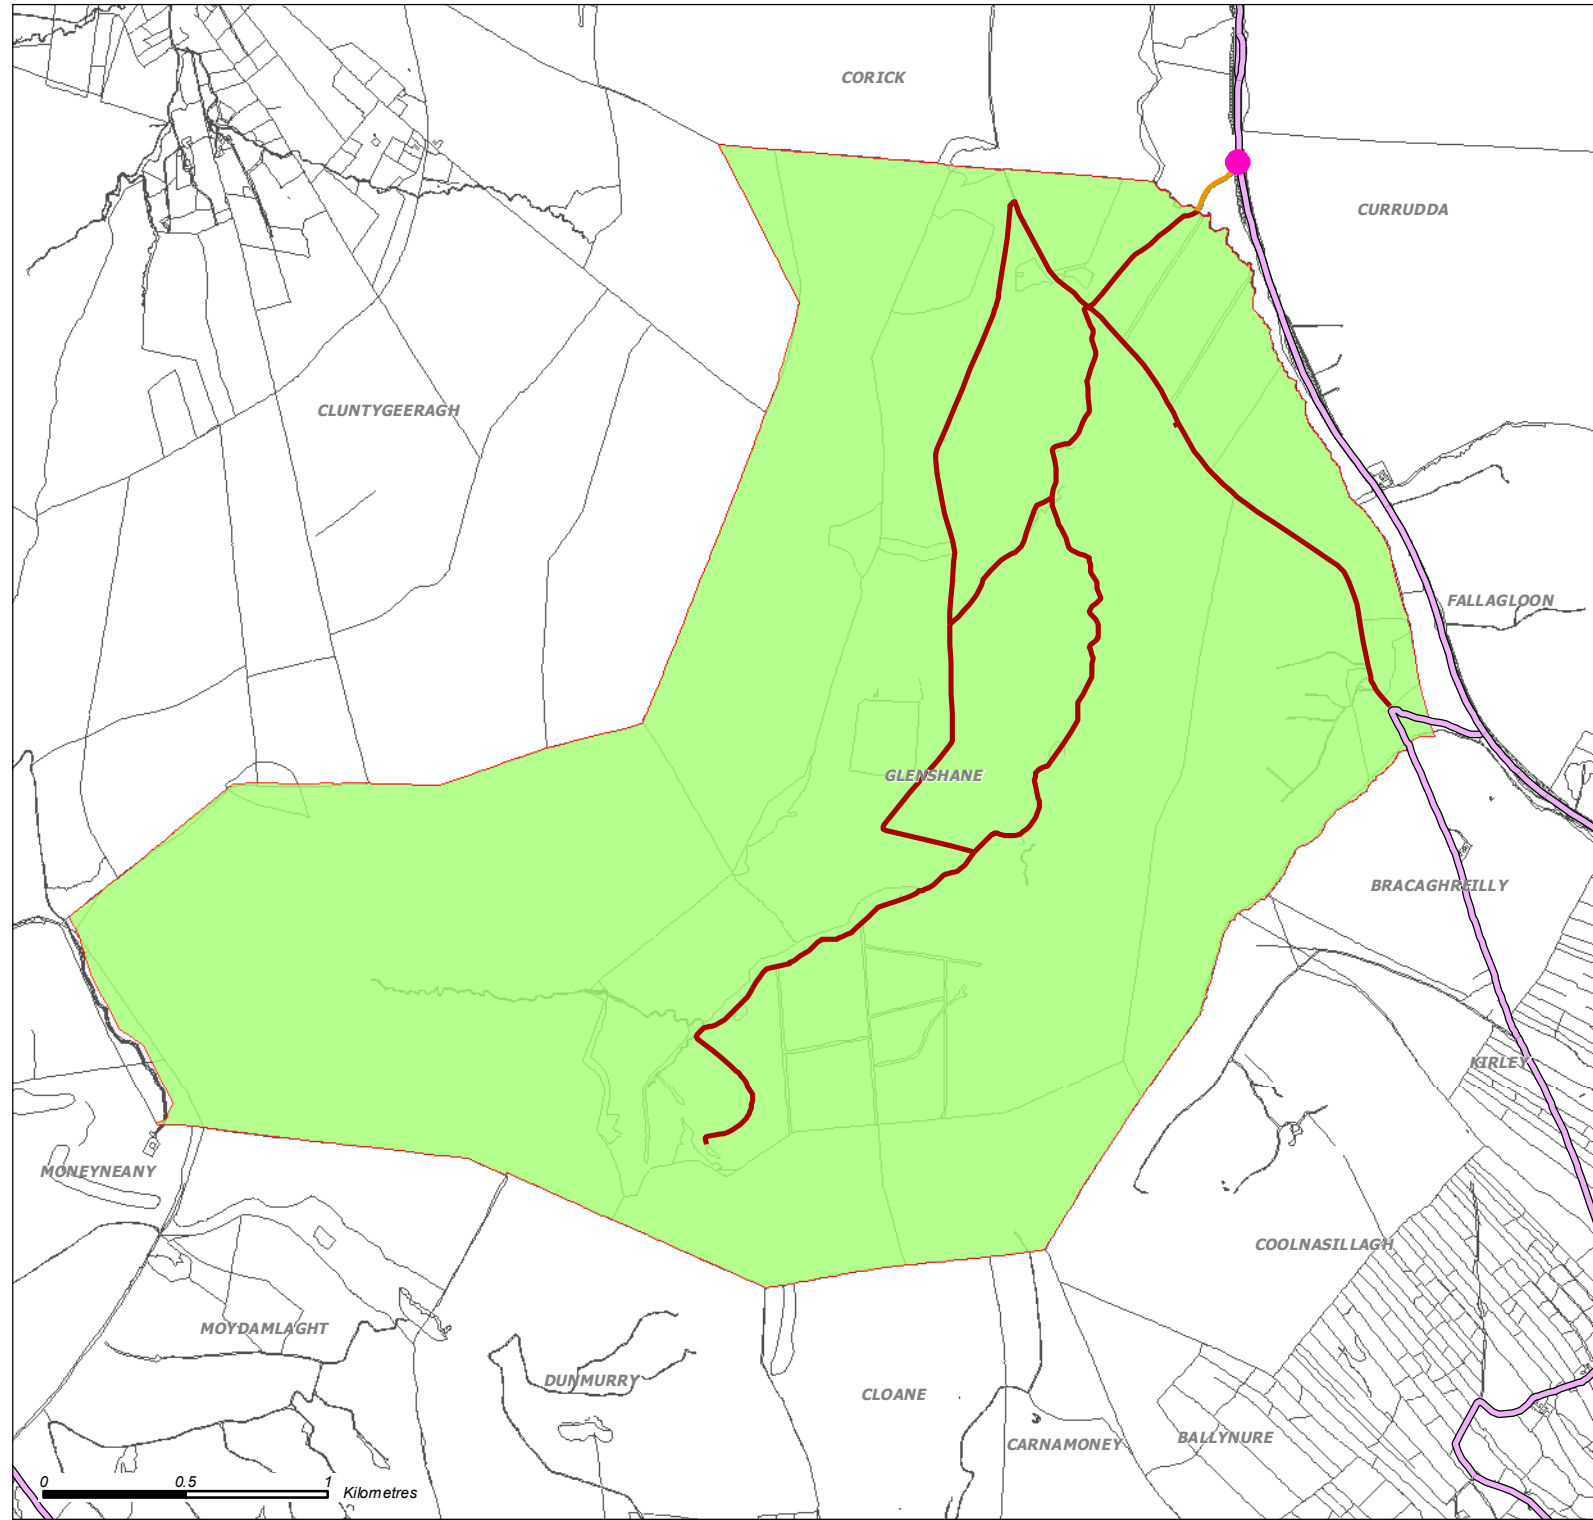 CORICK
CURRUDDA
CLUNTYGEERAGH
FALLAGLOON
GLENSHANE
BRACAGHREILLY
KIRLEY
MONEYNEANY
COOLNASILLAGH
MOYDAMLAGHT
DUNMURRY
CLOANE
CARNAMONEY
BALLYNURE
0 0.5 1
Kilometres